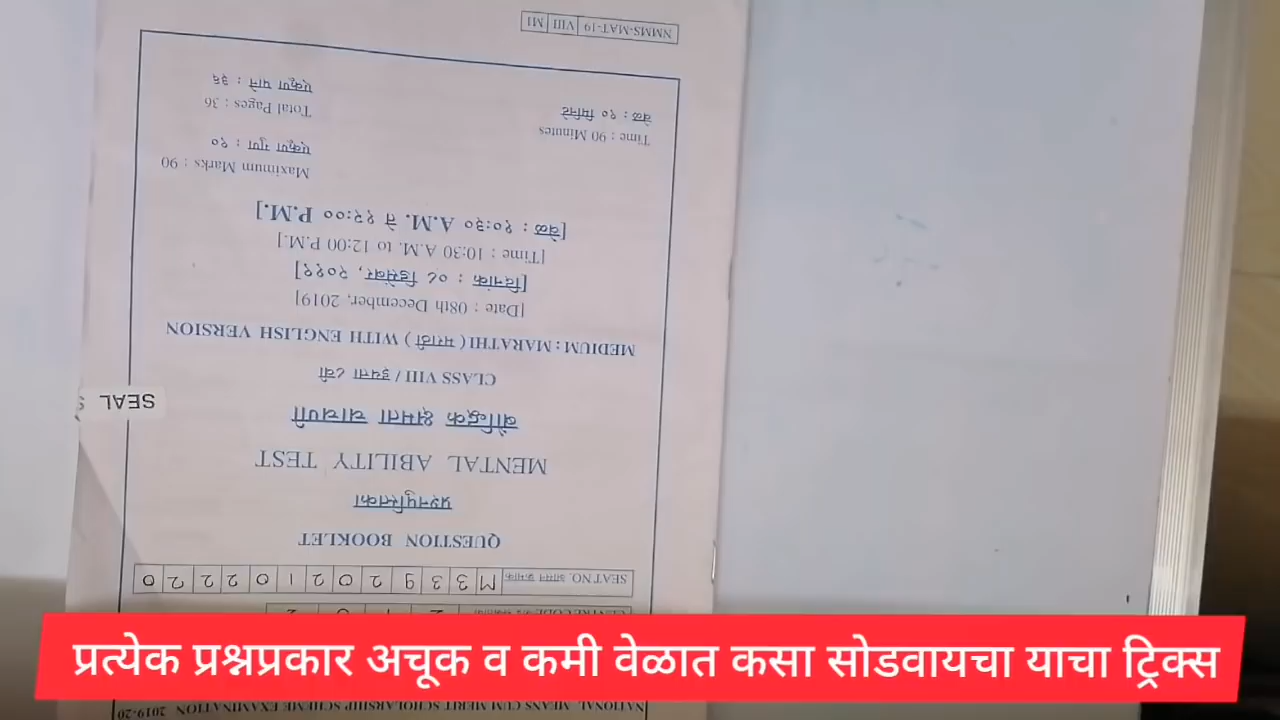 NATIONAL MEANS CUM MERIT SCHOLARSHIP SCHEME EXAMINATION 2019-20
SEAT NO. आसन क्रमांक M 3 3 9 2 0 2 1 0 2 2 2 0
QUESTION BOOKLET
प्रश्नपुस्तिका
MENTAL ABILITY TEST
बौद्धिक क्षमता चाचणी
CLASS VIII / इयत्ता ८वी
SEAL
MEDIUM : MARATHI ( मराठी ) WITH ENGLISH VERSION
[Date : 08th December, 2019]
[दिनांक : ०८ डिसेंबर, २०१९]
[Time : 10:30 A.M. to 12:00 P.M.]
[वेळ : १०:३० A.M. ते १२:०० P.M.]
Time : 90 Minutes
वेळ : ९० मिनिटे
Maximum Marks : 90
एकूण गुण : ९०
Total Pages : 36
एकूण पाने : ३६
NMMS-MAT-19 VIII M1
प्रत्येक प्रश्नप्रकार अचूक व कमी वेळात कसा सोडवायचा याचा ट्रिक्स